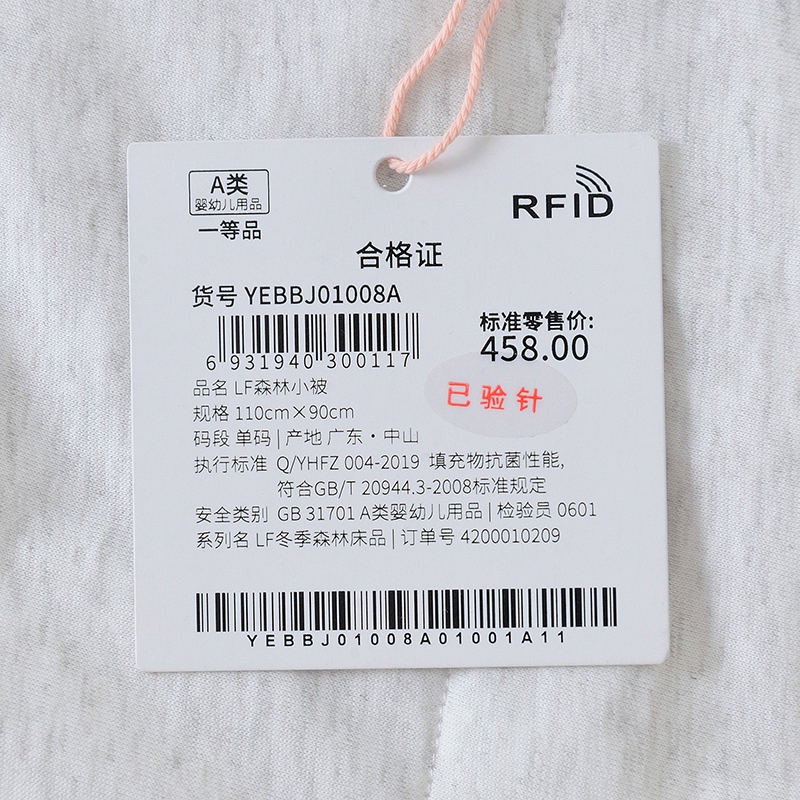 A类
婴幼儿用品
一等品
RFID
合格证
货号 YEBBJ01008A
6 931940 300117
标准零售价:
458.00
已验针
品名 LF森林小被
规格 110cm×90cm
码段 单码 | 产地 广东·中山
执行标准 Q/YHFZ 004-2019 填充物抗菌性能,
符合GB/T 20944.3-2008标准规定
安全类别 GB 31701 A类婴幼儿用品 | 检验员 0601
系列名 LF冬季森林床品 | 订单号 4200010209
YEBBJ01008A01001A11